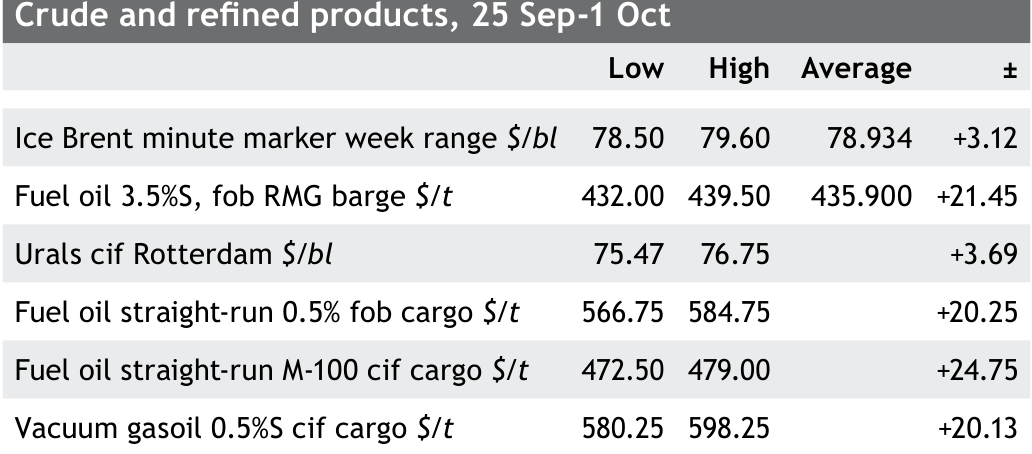 Crude and refined products, 25 Sep-1 Oct
Low High Average ±
Ice Brent minute marker week range $/bl 78.50 79.60 78.934 +3.12
Fuel oil 3.5%S, fob RMG barge $/t 432.00 439.50 435.900 +21.45
Urals cif Rotterdam $/bl 75.47 76.75 +3.69
Fuel oil straight-run 0.5% fob cargo $/t 566.75 584.75 +20.25
Fuel oil straight-run M-100 cif cargo $/t 472.50 479.00 +24.75
Vacuum gasoil 0.5%S cif cargo $/t 580.25 598.25 +20.13